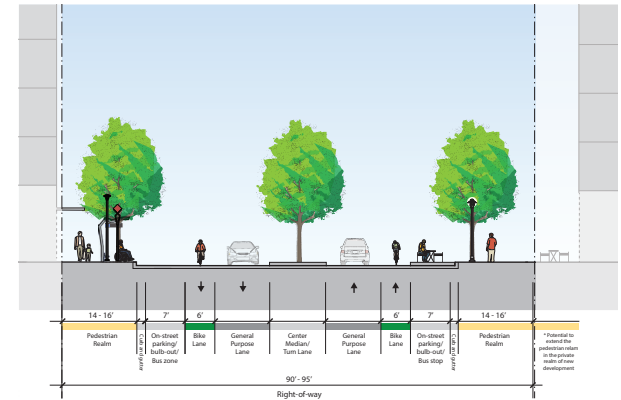 14 - 16'
7'
6'
6'
7'
14 - 16'
Pedestrian
Realm
Curb and gutter
On-street
parking/
bulb-out/
Bus zone
Bike
Lane
General
Purpose
Lane
Center
Median/
Turn Lane
General
Purpose
Lane
Bike
Lane
On-street
parking/
bulb-out/
Bus stop
Curb and gutter
Pedestrian
Realm
* Potential to
extend the
pedestrian relam
in the private
realm of new
development
90' - 95'
Right-of-way